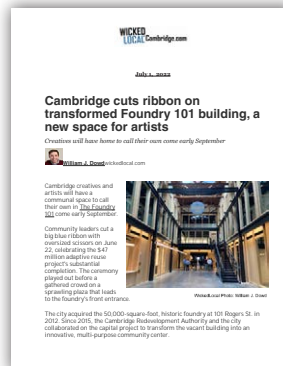 WICKED
LOCAL Cambridge.com
July 1, 2022
Cambridge cuts ribbon on
transformed Foundry 101 building, a
new space for artists
Creatives will have home to call their own come early September
William J. Dowd wickedlocal.com
Cambridge creatives and
artists will have a
communal space to call
their own in The Foundry
101 come early September.
Community leaders cut a
big blue ribbon with
oversized scissors on June
22, celebrating the $47
million adaptive reuse
project's substantial
completion. The ceremony
played out before a
gathered crowd on a
sprawling plaza that leads
to the foundry's front entrance.
WickedLocal Photo: William J. Dowd
The city acquired the 50,000-square-foot, historic foundry at 101 Rogers St. in
2012. Since 2015, the Cambridge Redevelopment Authority and the city
collaborated on the capital project to transform the vacant building into an
innovative, multi-purpose community center.